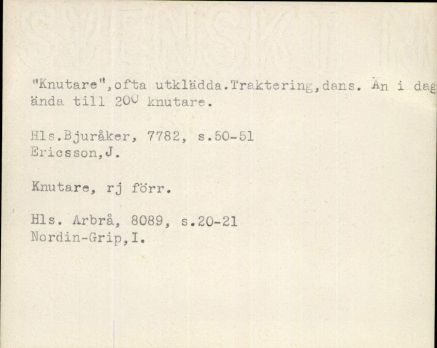 "Knutare",ofta utklädda.Traktering,dans. Än i dag
ända till 200 knutare.
Hls.Bjuråker, 7782, s.50-51
Ericsson,J.
Knutare, rj förr.
Hls. Arbrå, 8089, s.20-21
Nordin-Grip,I.